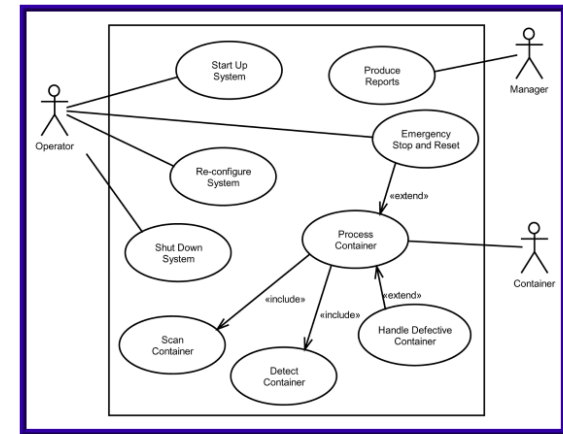 Start Up
System
Produce
Reports
Manager
Operator
Emergency
Stop and Reset
Re-configure
System
«extend»
Process
Container
Shut Down
System
Container
«include»
«extend»
«include»
Scan
Container
Handle Defective
Container
Detect
Container